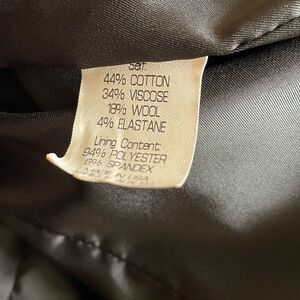 Self:
44% COTTON
34% VISCOSE
18% WOOL
4% ELASTANE
Lining Content:
94% POLYESTER
6% SPANDEX
MADE IN USA